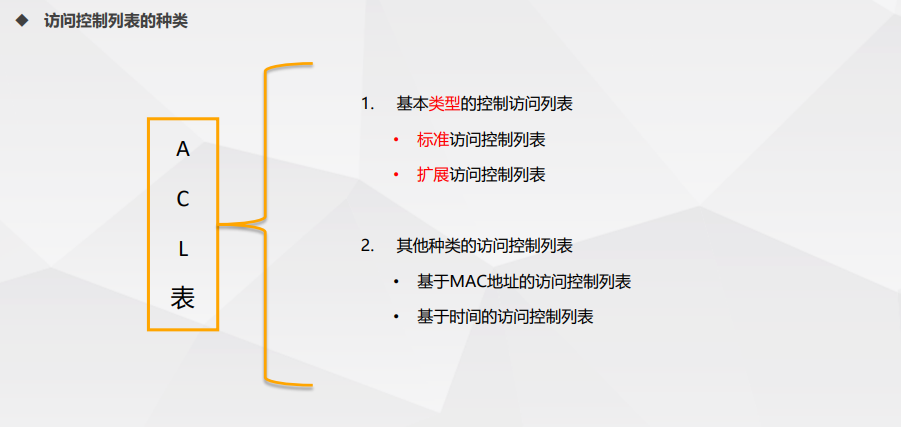 ◆ 访问控制列表的种类
A
C
L
表
1. 基本类型的控制访问列表
• 标准访问控制列表
• 扩展访问控制列表
2. 其他种类的访问控制列表
• 基于MAC地址的访问控制列表
• 基于时间的访问控制列表